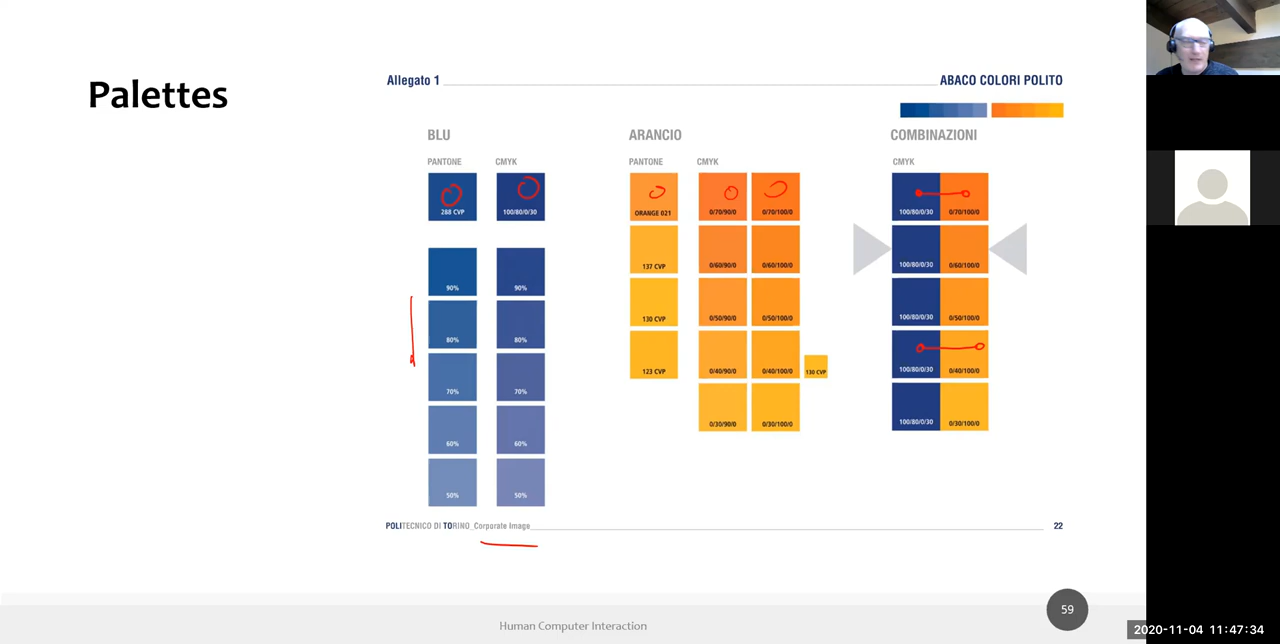 Palettes
Allegato 1
ABACO COLORI POLITO
BLU
ARANCIO
COMBINAZIONI
PANTONE CMYK
PANTONE CMYK
CMYK
288 CVP 100/80/0/30
ORANGE 021 0/70/90/0 0/70/100/0
100/80/0/30 0/70/100/0
137 CVP 0/60/90/0 0/60/100/0
100/80/0/30 0/60/100/0
90% 90%
130 CVP 0/50/90/0 0/50/100/0
100/80/0/30 0/50/100/0
80% 80%
123 CVP 0/40/90/0 0/40/100/0 130 CVP
100/80/0/30 0/40/100/0
70% 70%
0/30/90/0 0/30/100/0
100/80/0/30 0/30/100/0
60% 60%
50% 50%
POLITECNICO DI TORINO_Corporate Image
22
59
Human Computer Interaction
2020-11-04 11:47:34